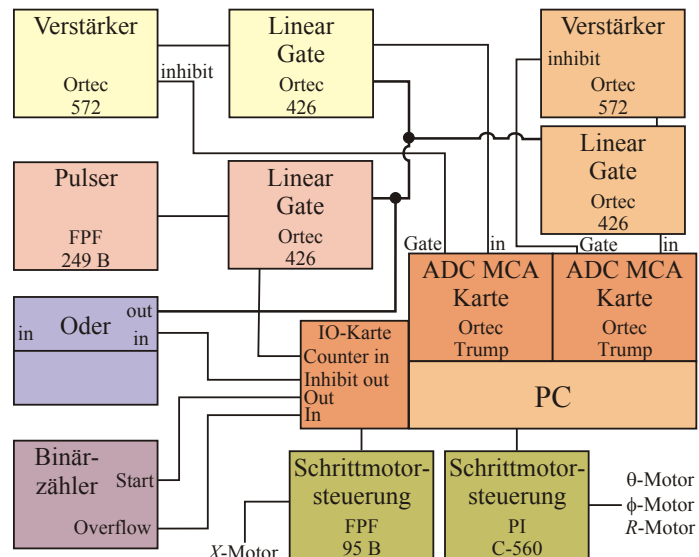 Verstärker
inhibit
Ortec
572
Linear
Gate
Ortec
426
Verstärker
inhibit
Ortec
572
Linear
Gate
Ortec
426
Pulser
FPF
249 B
Linear
Gate
Ortec
426
Gate
in
Gate
in
ADC MCA
Karte
Ortec
Trump
ADC MCA
Karte
Ortec
Trump
out
in
Oder
in
IO-Karte
Counter in
Inhibit out
Out
In
PC
Binär-
zähler
Start
Overflow
Schrittmotor-
steuerung
FPF
95 B
Schrittmotor-
steuerung
PI
C-560
X-Motor
θ-Motor
ϕ-Motor
R-Motor